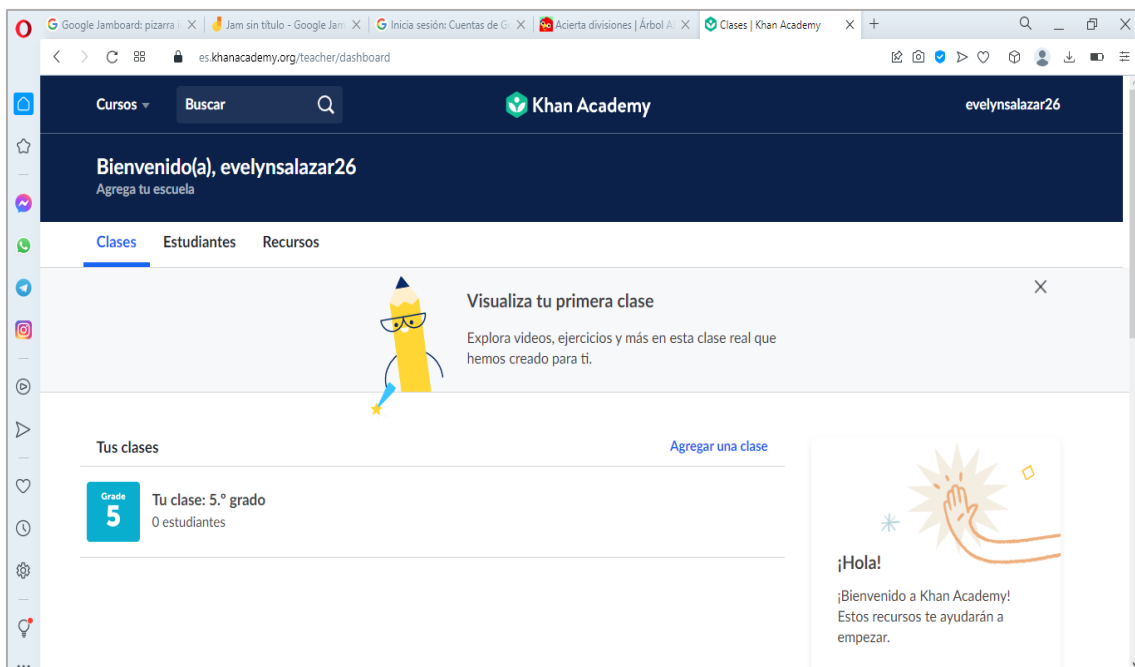 Google Jamboard: pizarra i
Jam sin título - Google Jam
Inicia sesión: Cuentas de G
Acierta divisiones | Árbol A
Clases | Khan Academy
es.khanacademy.org/teacher/dashboard
Cursos
Buscar
Khan Academy
evelynsalazar26
Bienvenido(a), evelynsalazar26
Agrega tu escuela
Clases Estudiantes Recursos
Visualiza tu primera clase
Explora videos, ejercicios y más en esta clase real que
hemos creado para ti.
Tus clases
Agregar una clase
Grade
5
Tu clase: 5.º grado
0 estudiantes
¡Hola!
¡Bienvenido a Khan Academy!
Estos recursos te ayudarán a
empezar.